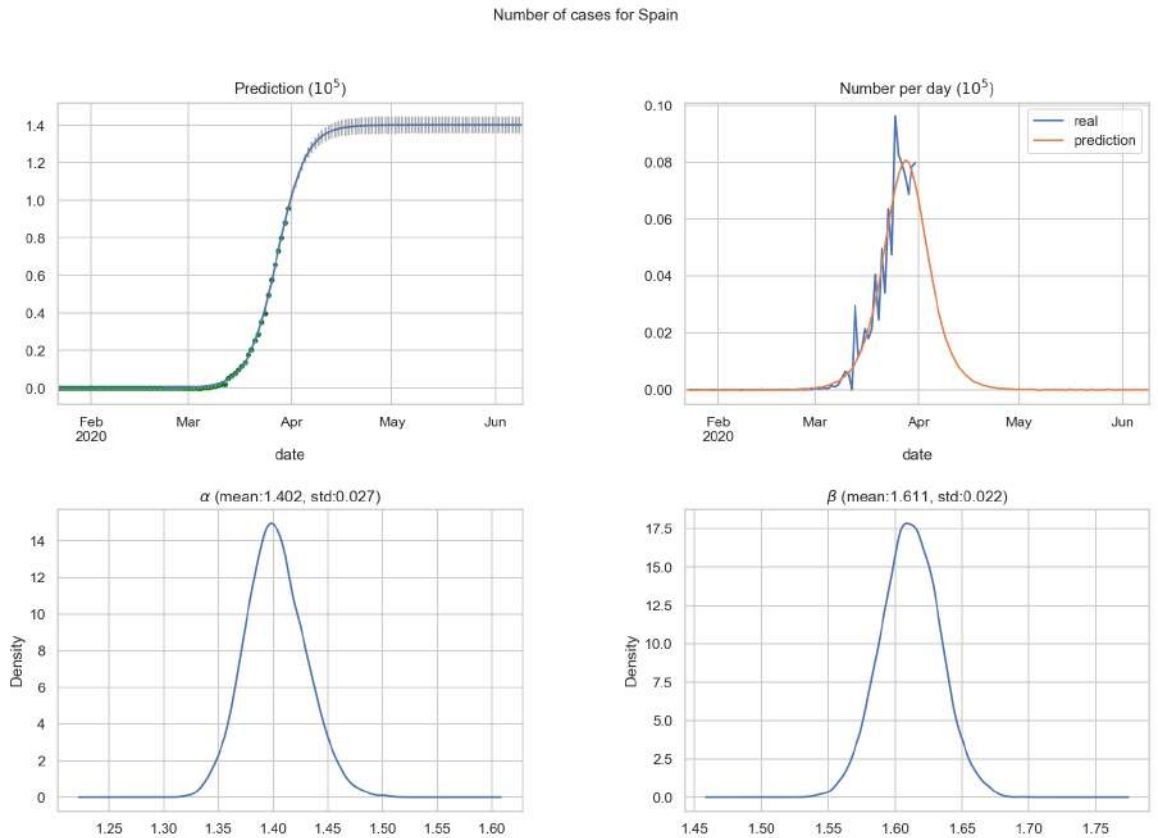 Number of cases for Spain
Prediction (10⁵)
1.4
1.2
1.0
0.8
0.6
0.4
0.2
0.0
Feb Mar Apr May Jun
2020
date
Number per day (10⁵)
0.10
real
prediction
0.08
0.06
0.04
0.02
0.00
Feb Mar Apr May Jun
2020
date
α (mean:1.402, std:0.027)
14
12
10
8
6
4
2
0
Density
1.25 1.30 1.35 1.40 1.45 1.50 1.55 1.60
β (mean:1.611, std:0.022)
17.5
15.0
12.5
10.0
7.5
5.0
2.5
0.0
Density
1.45 1.50 1.55 1.60 1.65 1.70 1.75